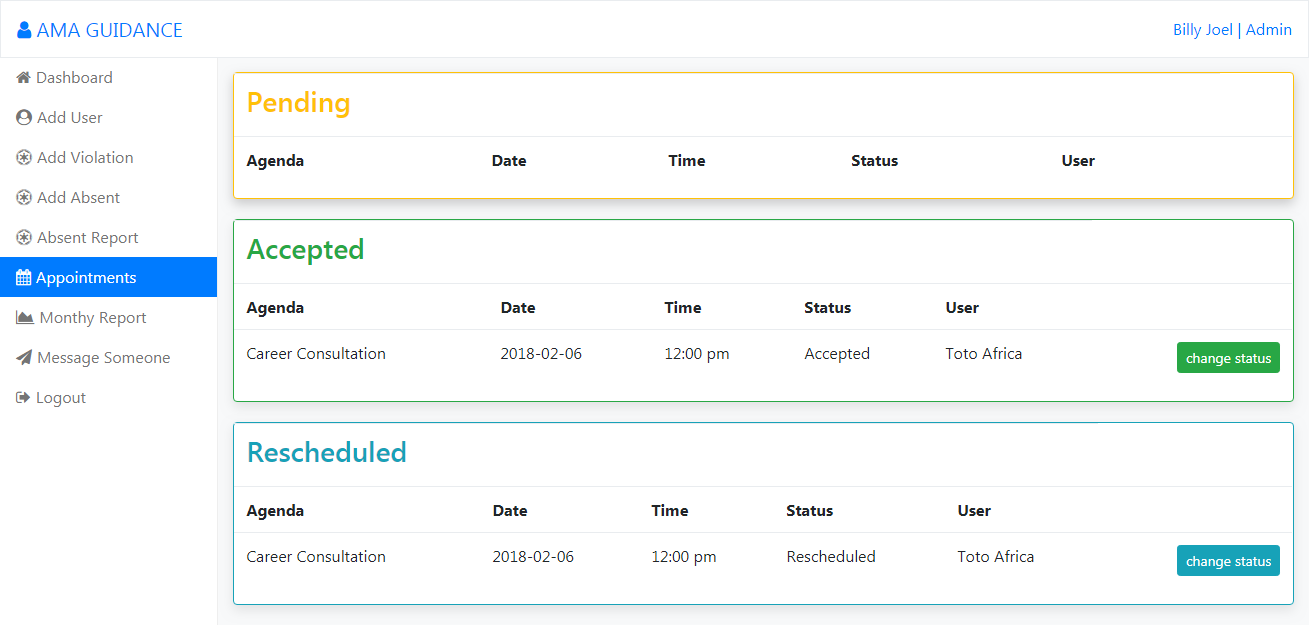 AMA GUIDANCE
Billy Joel | Admin
Dashboard
Add User
Add Violation
Add Absent
Absent Report
Appointments
Monthy Report
Message Someone
Logout
Pending
Agenda Date Time Status User
Accepted
Agenda Date Time Status User
Career Consultation 2018-02-06 12:00 pm Accepted Toto Africa change status
Rescheduled
Agenda Date Time Status User
Career Consultation 2018-02-06 12:00 pm Rescheduled Toto Africa change status